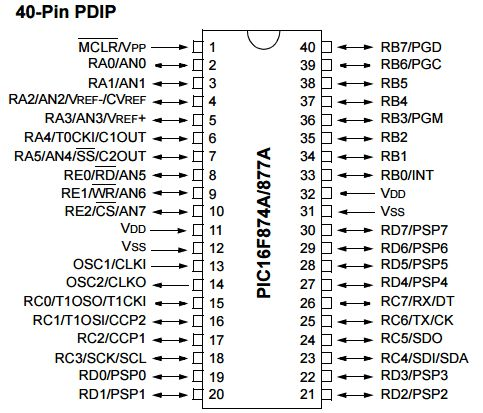 40-Pin PDIP
MCLR/VPP 1 40 RB7/PGD
RA0/AN0 2 39 RB6/PGC
RA1/AN1 3 38 RB5
RA2/AN2/VREF-/CVREF 4 37 RB4
RA3/AN3/VREF+ 5 36 RB3/PGM
RA4/T0CKI/C1OUT 6 35 RB2
RA5/AN4/SS/C2OUT 7 34 RB1
RE0/RD/AN5 8 33 RB0/INT
RE1/WR/AN6 9 32 VDD
RE2/CS/AN7 10 31 VSS
VDD 11 30 RD7/PSP7
VSS 12 29 RD6/PSP6
OSC1/CLKI 13 28 RD5/PSP5
OSC2/CLKO 14 27 RD4/PSP4
RC0/T1OSO/T1CKI 15 26 RC7/RX/DT
RC1/T1OSI/CCP2 16 25 RC6/TX/CK
RC2/CCP1 17 24 RC5/SDO
RC3/SCK/SCL 18 23 RC4/SDI/SDA
RD0/PSP0 19 22 RD3/PSP3
RD1/PSP1 20 21 RD2/PSP2
PIC16F874A/877A